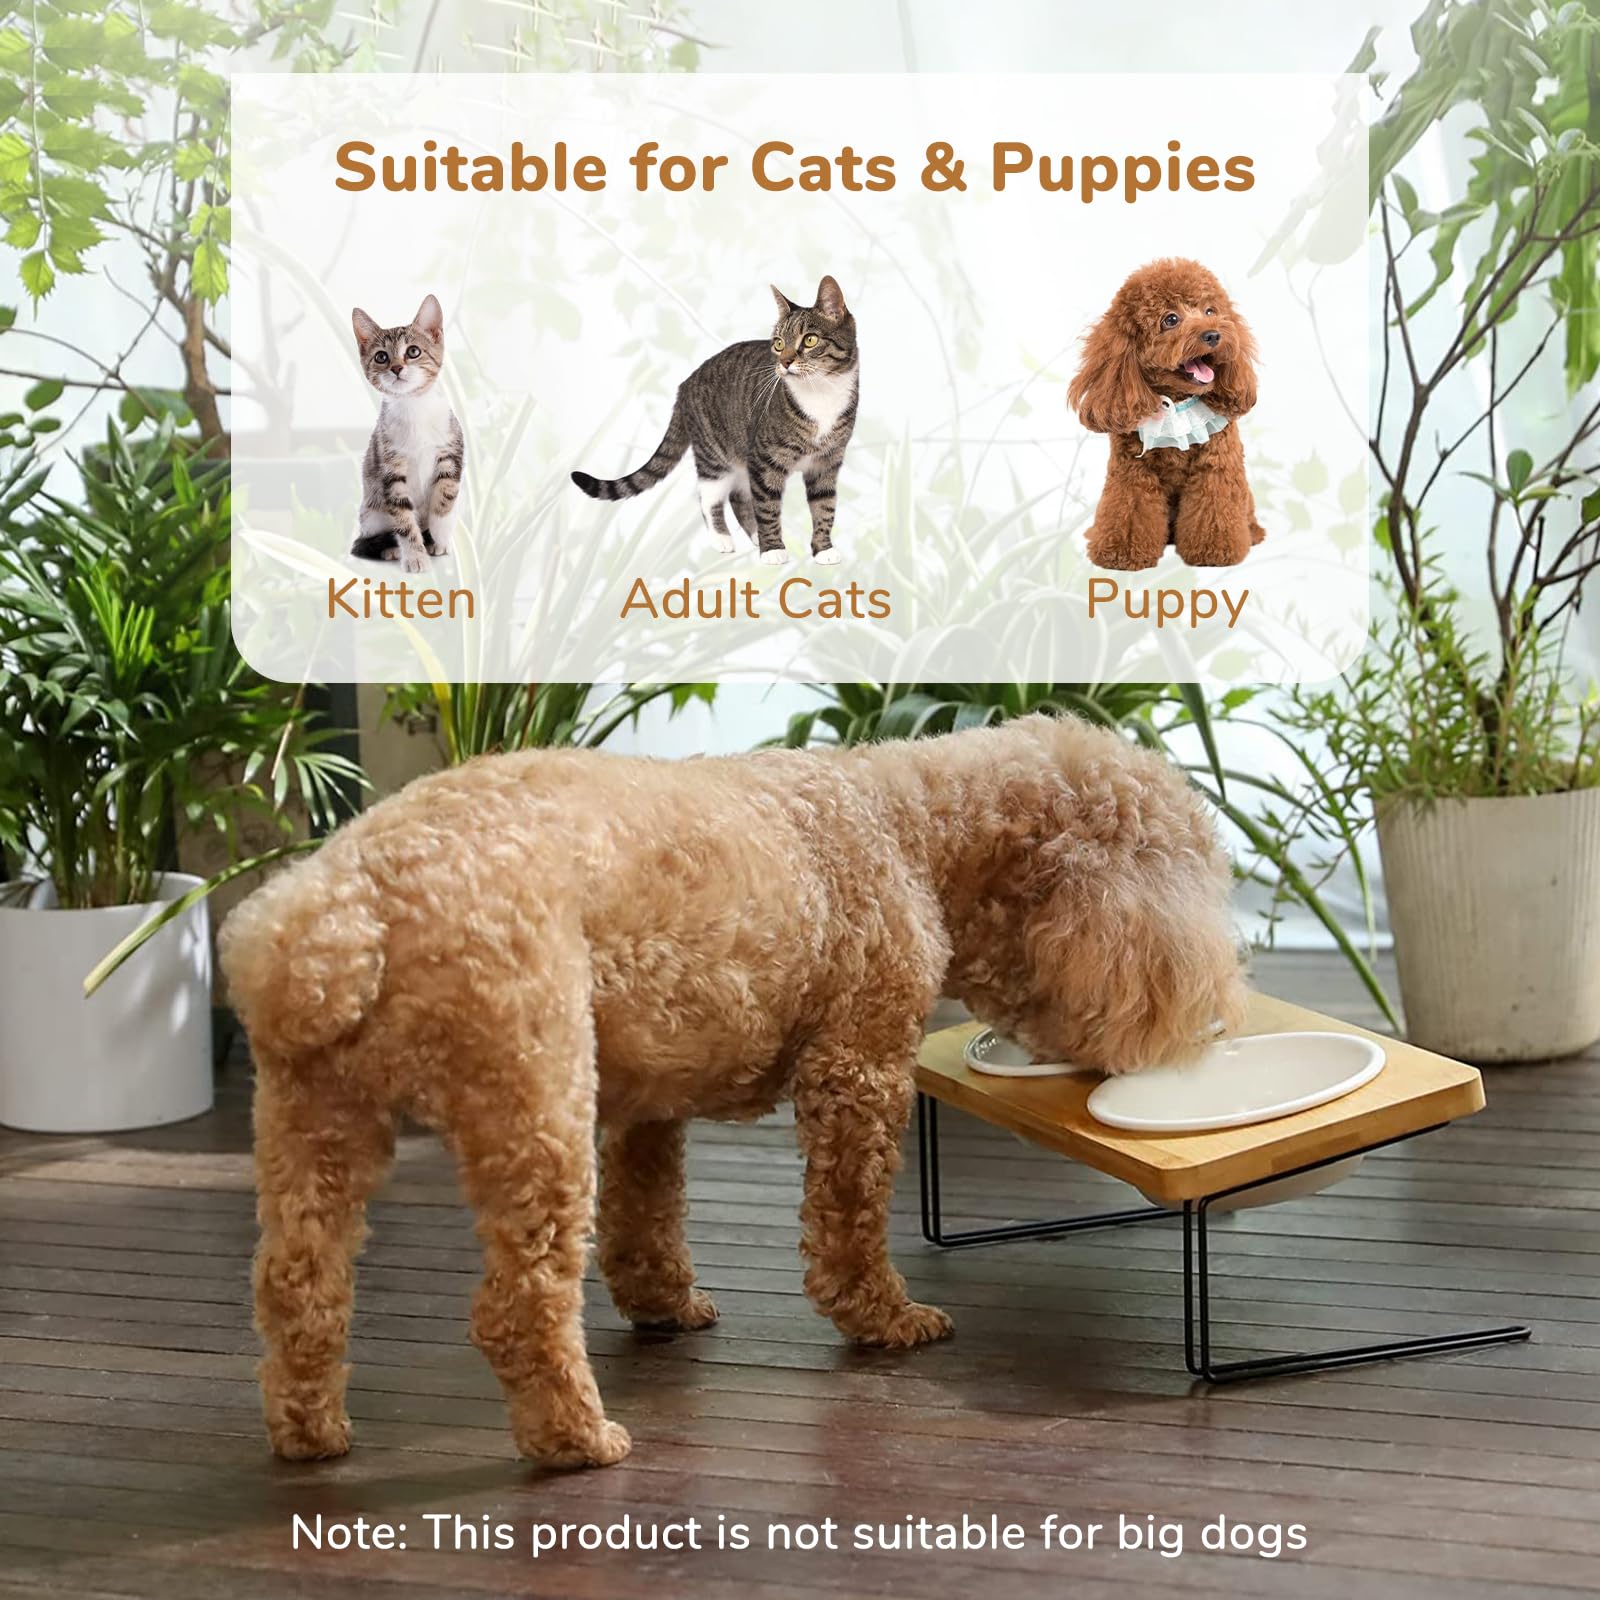 Suitable for Cats & Puppies
Kitten
Adult Cats
Puppy
Note: This product is not suitable for big dogs